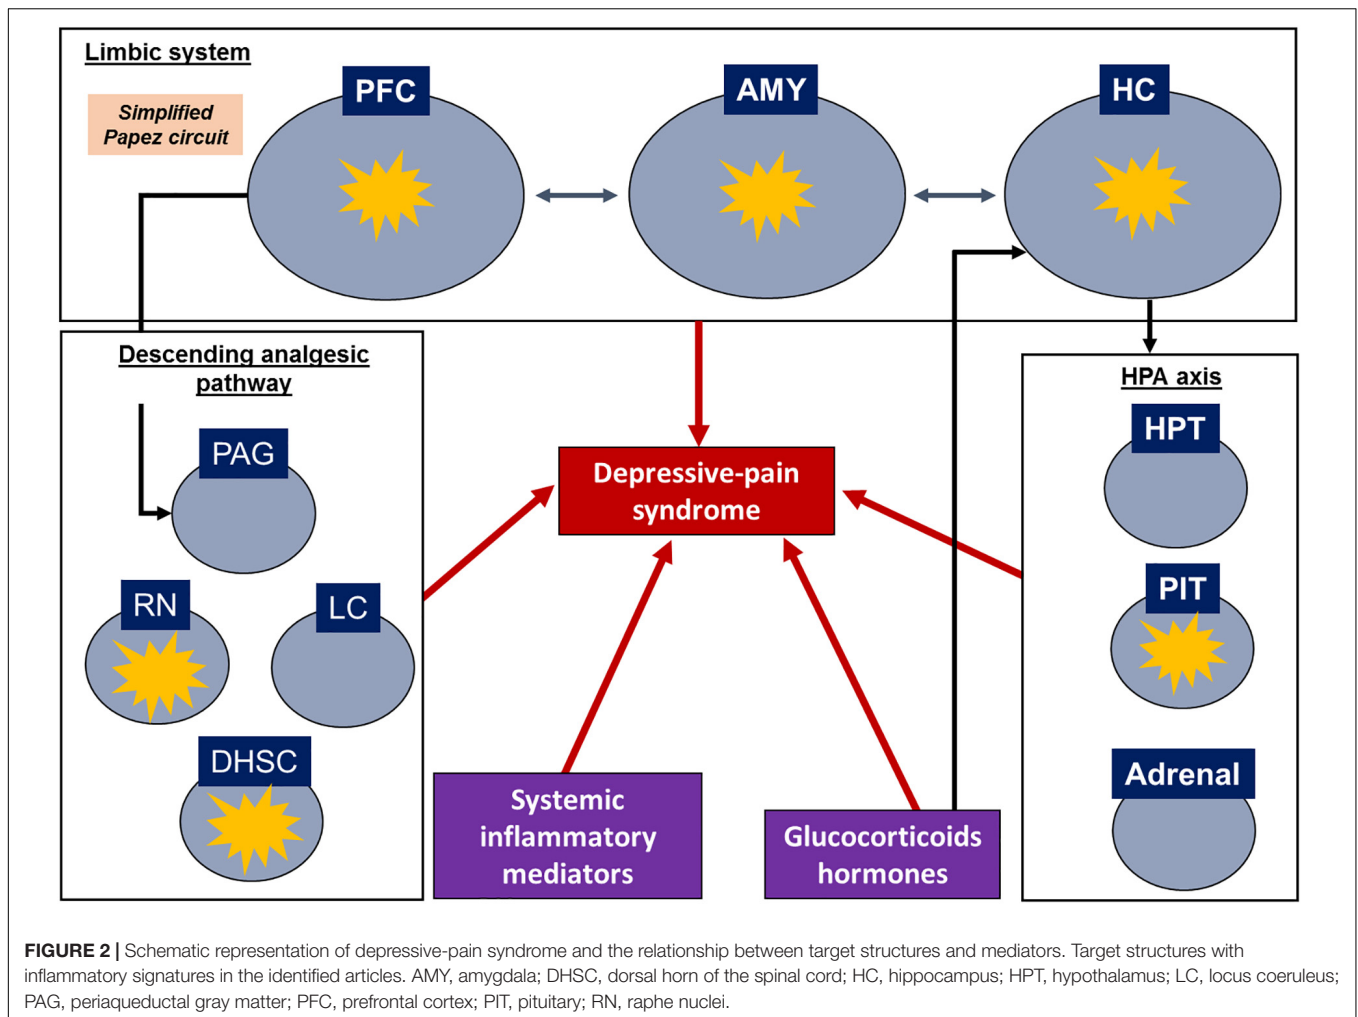 Limbic system
Simplified
Papez circuit
PFC
AMY
HC
Descending analgesic
pathway
PAG
RN
LC
DHSC
Depressive-pain
syndrome
HPA axis
HPT
PIT
Adrenal
Systemic
inflammatory
mediators
Glucocorticoids
hormones
FIGURE 2 | Schematic representation of depressive-pain syndrome and the relationship between target structures and mediators. Target structures with
inflammatory signatures in the identified articles. AMY, amygdala; DHSC, dorsal horn of the spinal cord; HC, hippocampus; HPT, hypothalamus; LC, locus coeruleus;
PAG, periaqueductal gray matter; PFC, prefrontal cortex; PIT, pituitary; RN, raphe nuclei.